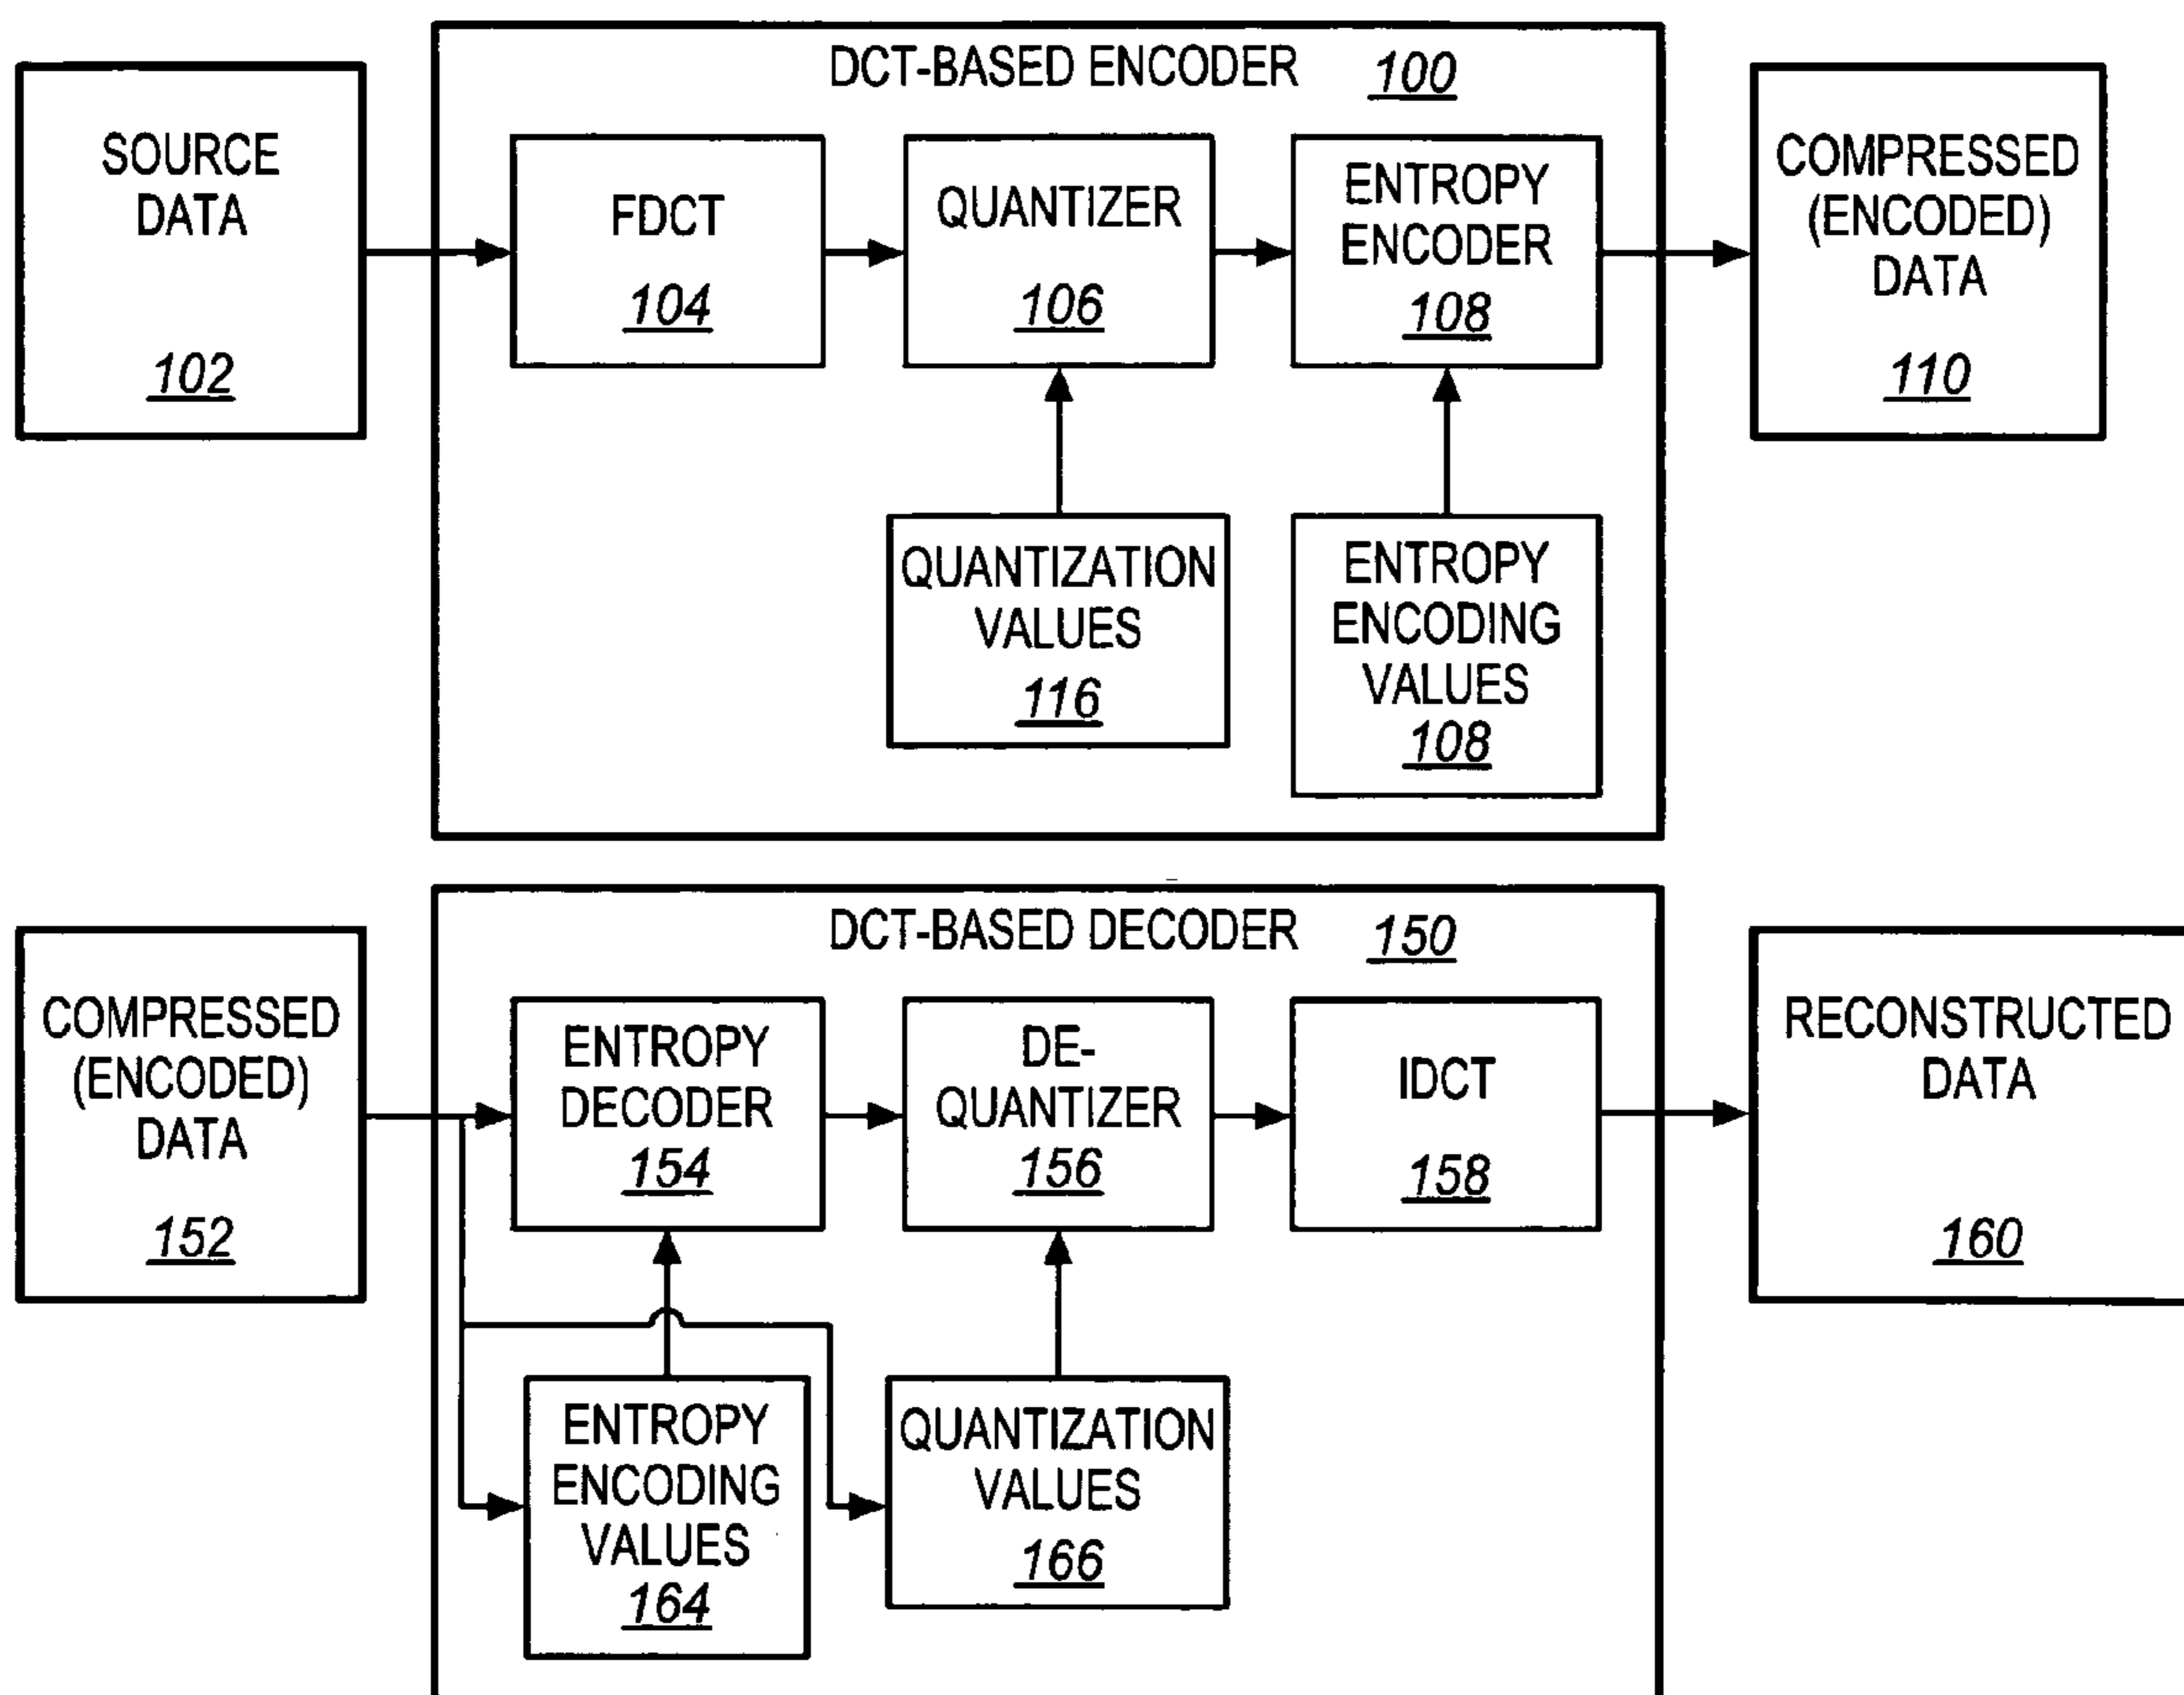 DCT-BASED ENCODER 100
SOURCE
DATA
102
FDCT
104
QUANTIZER
106
ENTROPY
ENCODER
108
COMPRESSED
(ENCODED)
DATA
110
QUANTIZATION
VALUES
116
ENTROPY
ENCODING
VALUES
108
DCT-BASED DECODER 150
COMPRESSED
(ENCODED)
DATA
152
ENTROPY
DECODER
154
DE-
QUANTIZER
156
IDCT
158
RECONSTRUCTED
DATA
160
ENTROPY
ENCODING
VALUES
164
QUANTIZATION
VALUES
166